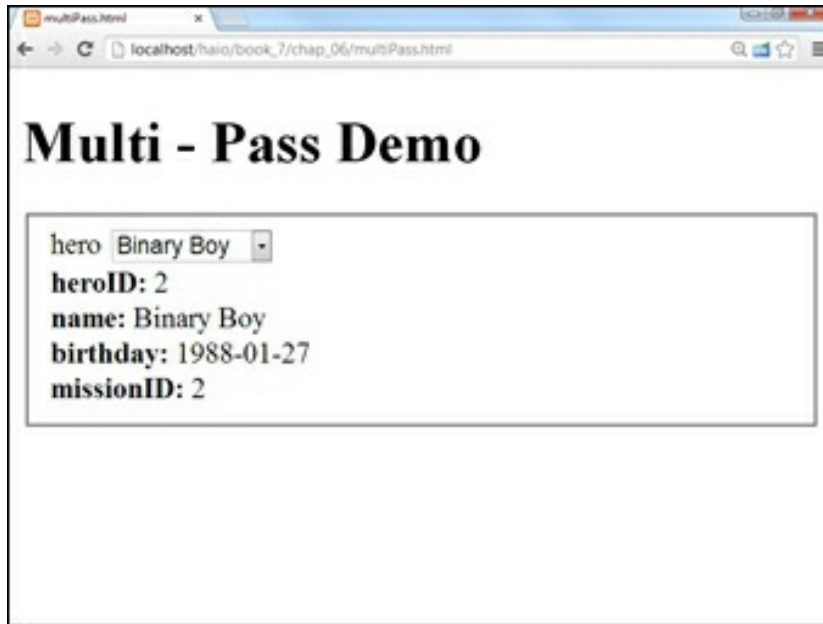 multiPass.html
localhost/haio/book_7/chap_06/multiPass.html
Multi - Pass Demo
hero Binary Boy
heroID: 2
name: Binary Boy
birthday: 1988-01-27
missionID: 2